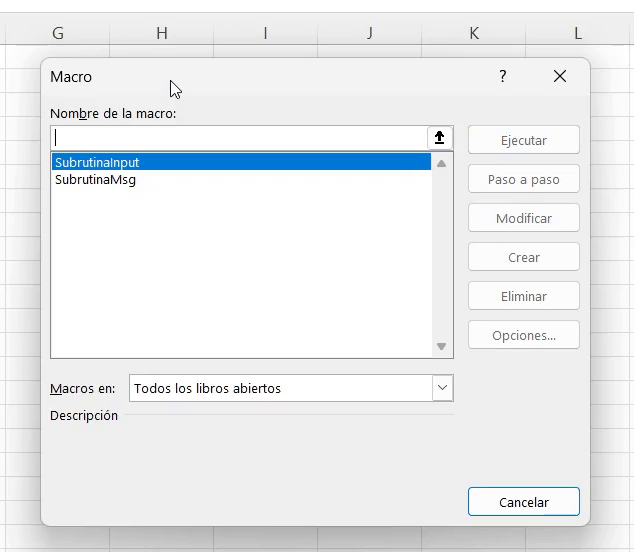 G H I J K L
Macro ?
Nombre de la macro:
SubrutinaInput
SubrutinaMsg
Ejecutar
Paso a paso
Modificar
Crear
Eliminar
Opciones...
Macros en: Todos los libros abiertos
Descripción
Cancelar